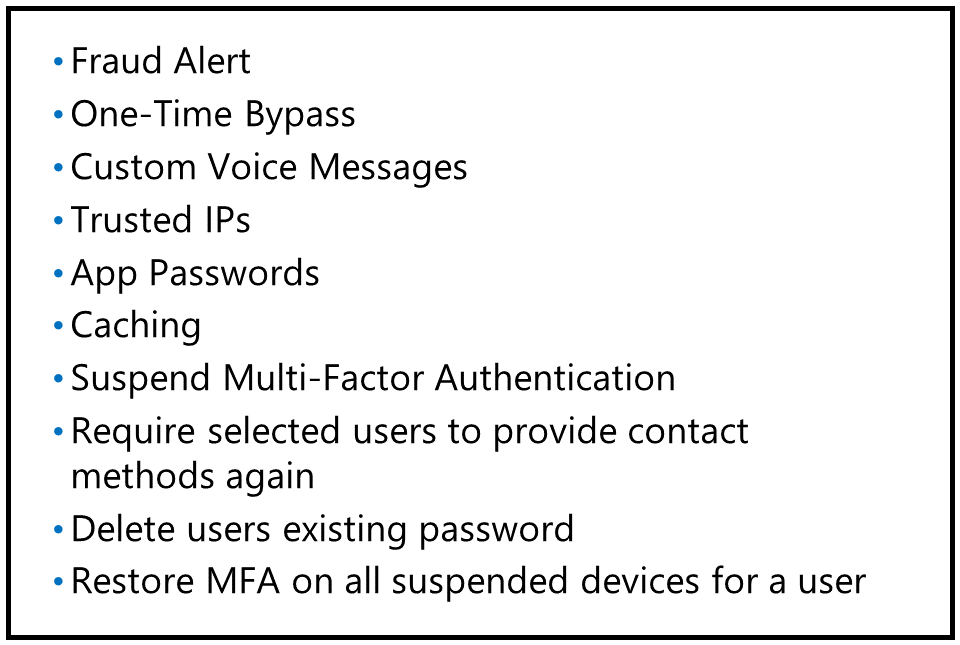 • Fraud Alert
• One-Time Bypass
• Custom Voice Messages
• Trusted IPs
• App Passwords
• Caching
• Suspend Multi-Factor Authentication
• Require selected users to provide contact
methods again
• Delete users existing password
• Restore MFA on all suspended devices for a user